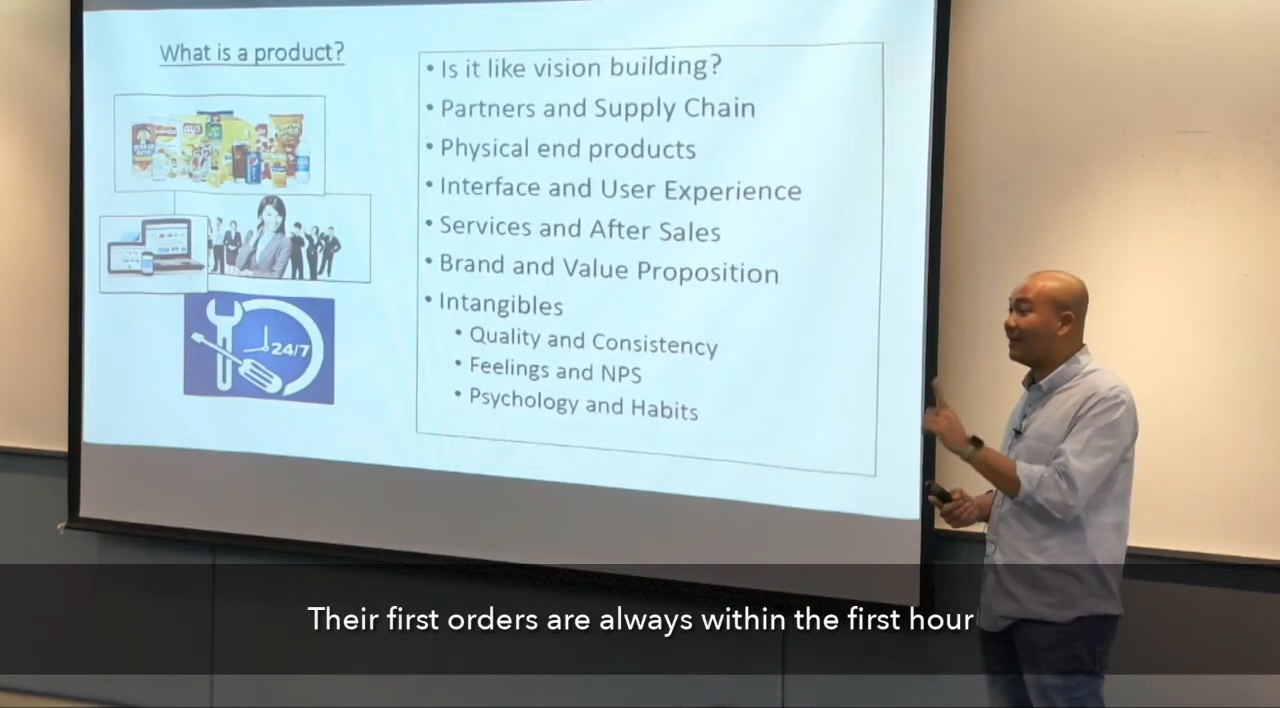 What is a product?
• Is it like vision building?
• Partners and Supply Chain
• Physical end products
• Interface and User Experience
• Services and After Sales
• Brand and Value Proposition
• Intangibles
• Quality and Consistency
• Feelings and NPS
• Psychology and Habits
24/7
Their first orders are always within the first hour